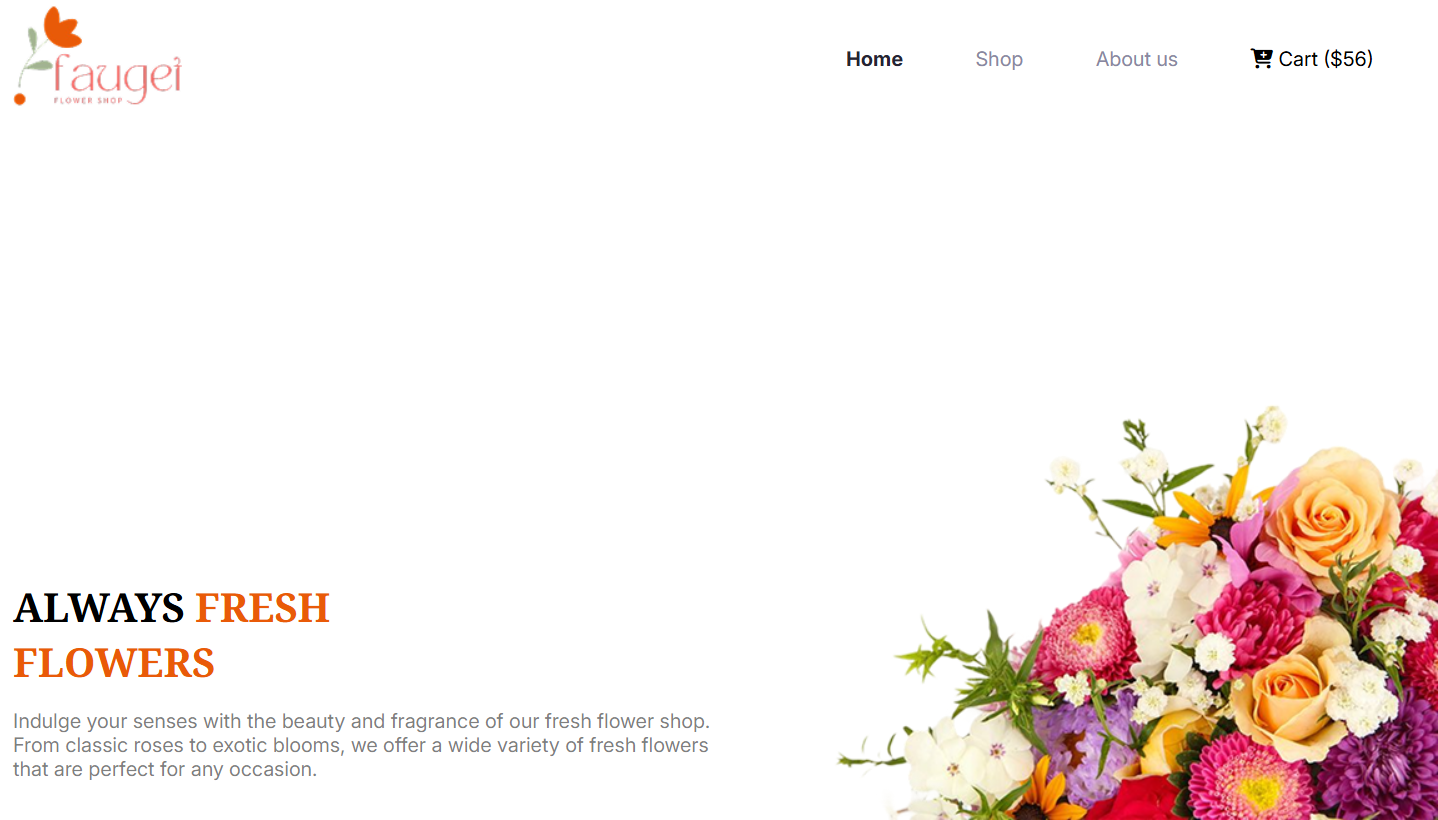 fauget
FLOWER SHOP
Home
Shop
About us
Cart ($56)
ALWAYS FRESH
FLOWERS
Indulge your senses with the beauty and fragrance of our fresh flower shop.
From classic roses to exotic blooms, we offer a wide variety of fresh flowers
that are perfect for any occasion.